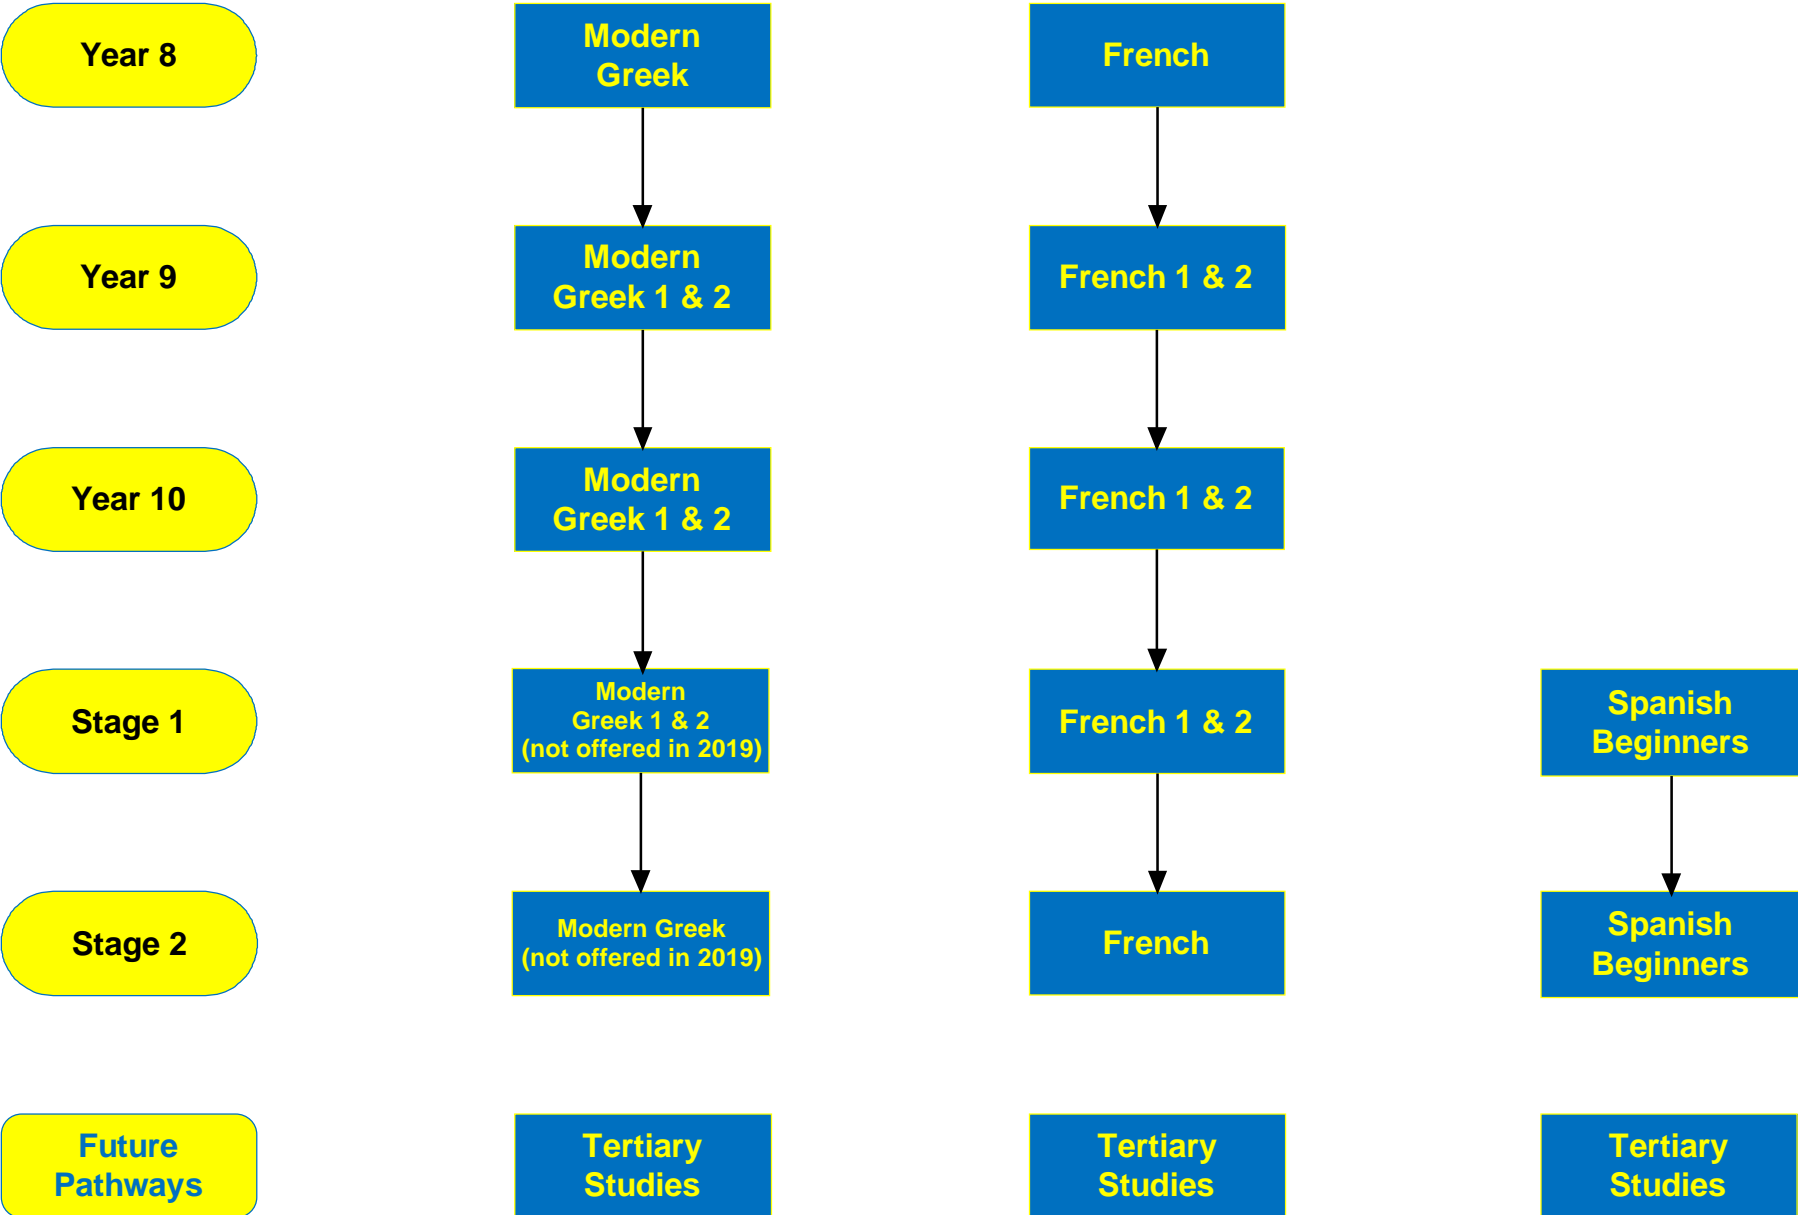 Year 8
Modern
Greek
French
Year 9
Modern
Greek 1 & 2
French 1 & 2
Year 10
Modern
Greek 1 & 2
French 1 & 2
Stage 1
Modern
Greek 1 & 2
(not offered in 2019)
French 1 & 2
Spanish
Beginners
Stage 2
Modern Greek
(not offered in 2019)
French
Spanish
Beginners
Future
Pathways
Tertiary
Studies
Tertiary
Studies
Tertiary
Studies